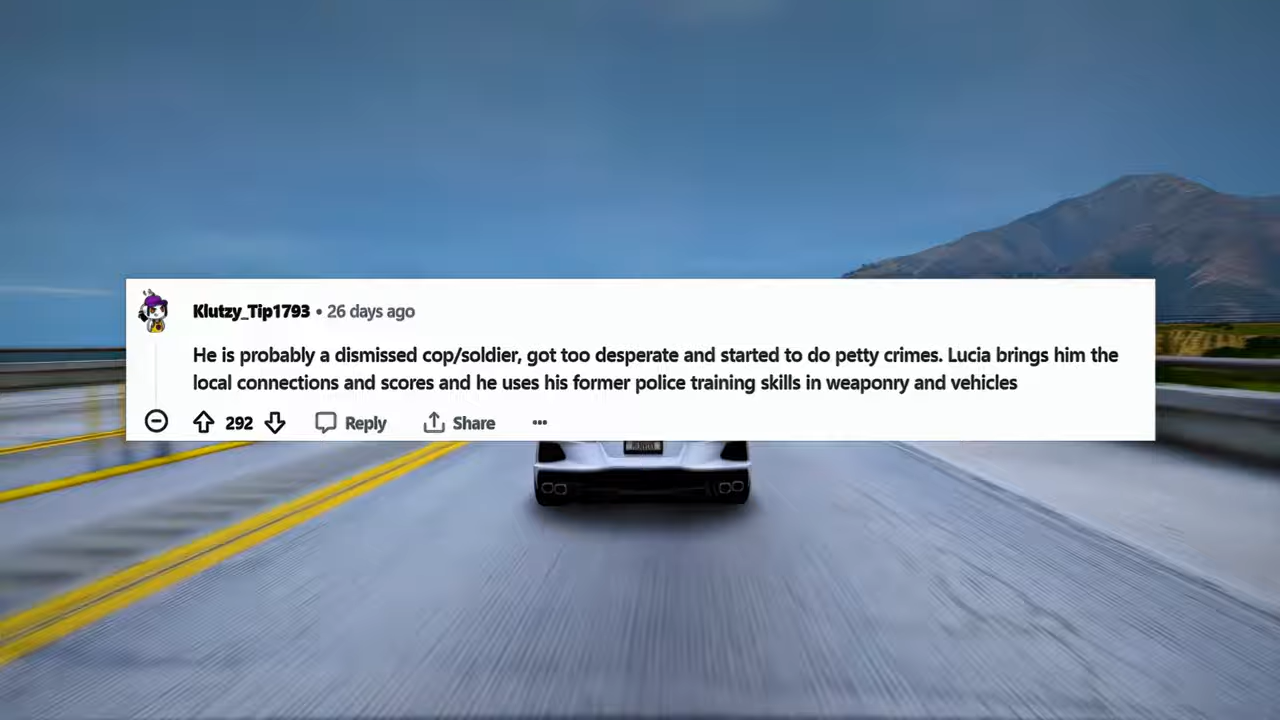 Klutzy_Tip1793 • 26 days ago
He is probably a dismissed cop/soldier, got too desperate and started to do petty crimes. Lucia brings him the
local connections and scores and he uses his former police training skills in weaponry and vehicles
292 Reply Share ...